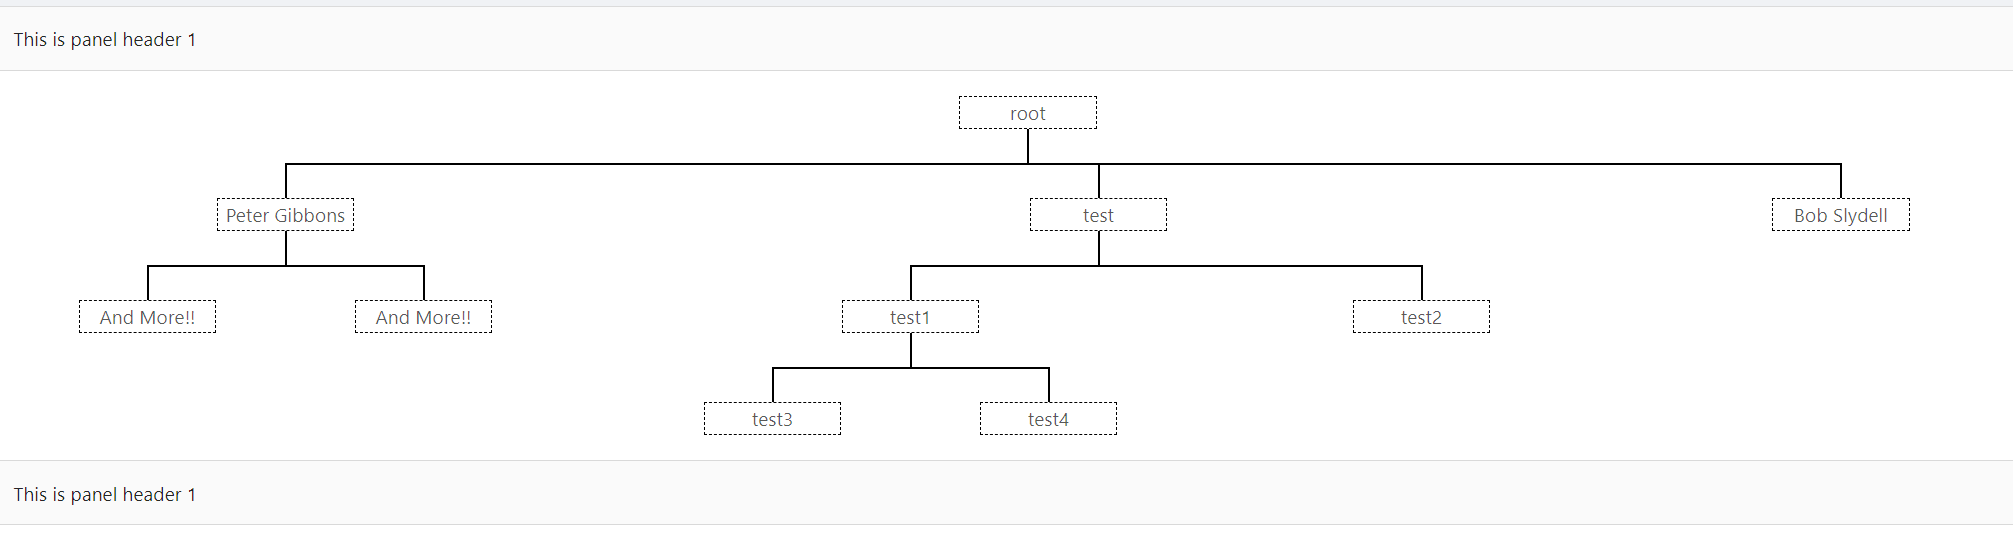 This is panel header 1
root
Peter Gibbons
test
Bob Slydell
And More!!
And More!!
test1
test2
test3
test4
This is panel header 1